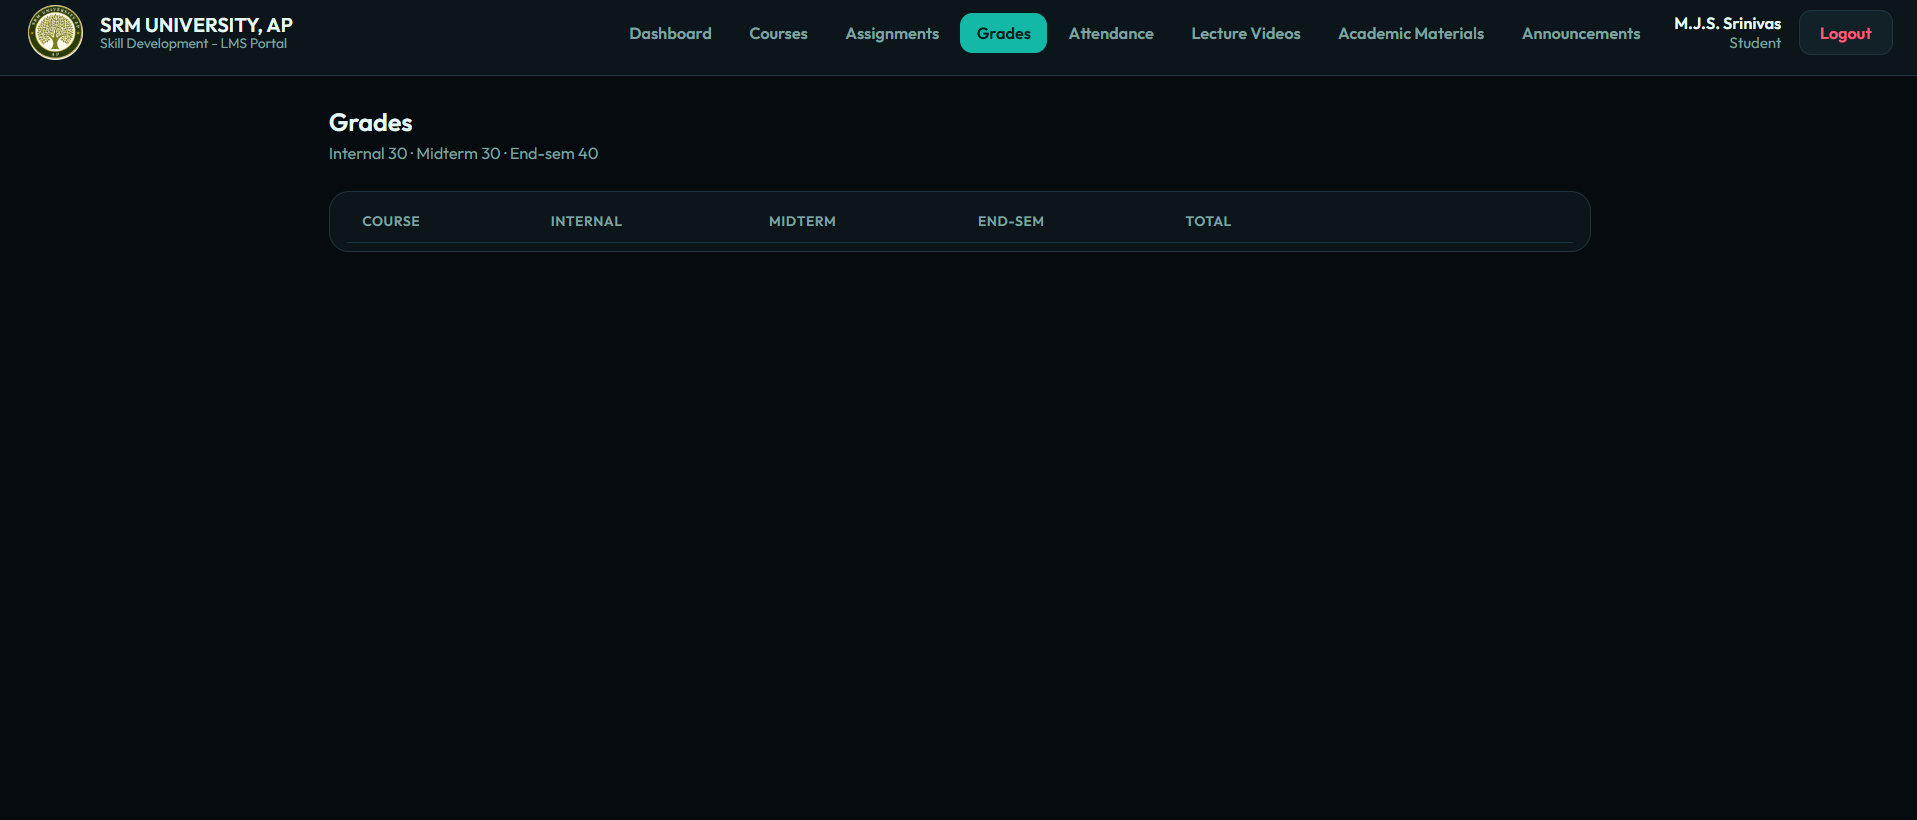 SRM UNIVERSITY, AP
Skill Development - LMS Portal
Dashboard
Courses
Assignments
Grades
Attendance
Lecture Videos
Academic Materials
Announcements
M.J.S. Srinivas
Student
Logout
Grades
Internal 30 · Midterm 30 · End-sem 40
COURSE INTERNAL MIDTERM END-SEM TOTAL